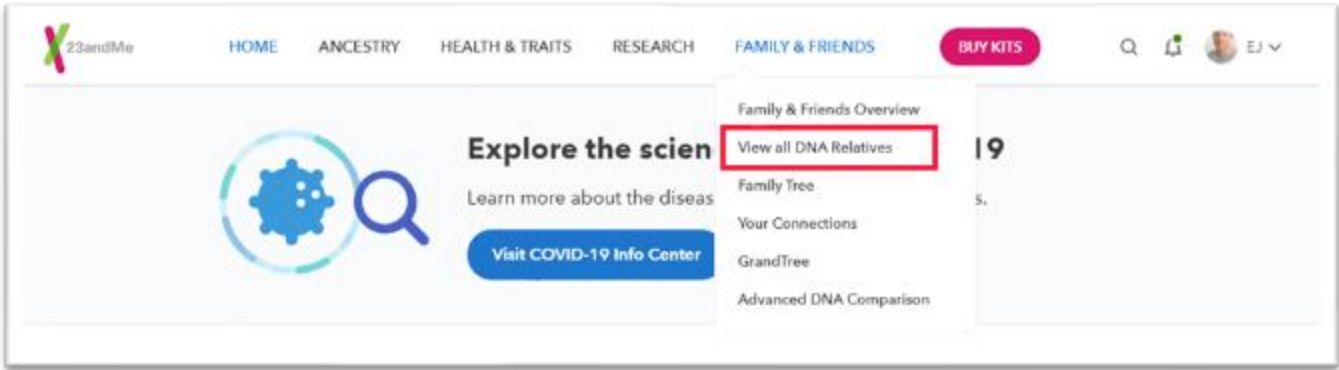 23andMe HOME ANCESTRY HEALTH & TRAITS RESEARCH FAMILY & FRIENDS BUY KITS EJ
Family & Friends Overview
Explore the scien
View all DNA Relatives
19
Family Tree
Learn more about the diseas
s.
Your Connections
Visit COVID-19 Info Center
GrandTree
Advanced DNA Comparison